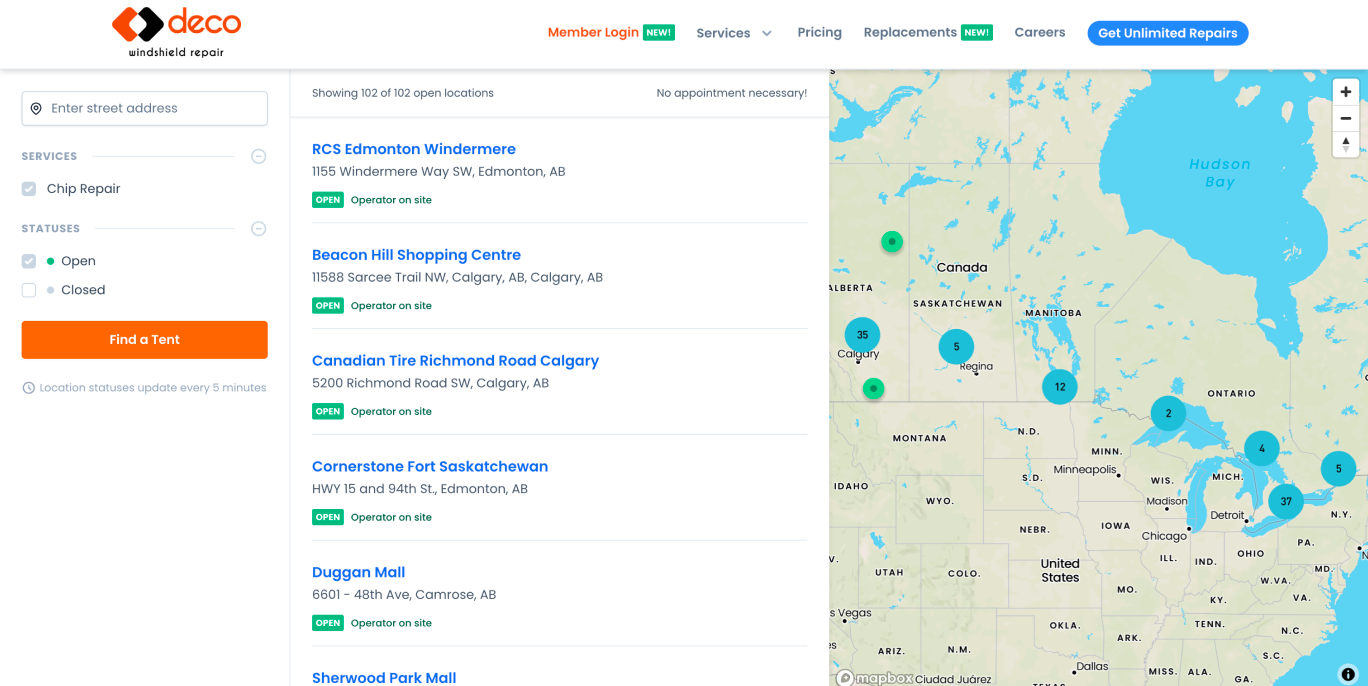 deco
windshield repair
Member Login NEW!
Services
Pricing
Replacements NEW!
Careers
Get Unlimited Repairs
Enter street address
SERVICES
Chip Repair
STATUSES
Open
Closed
Find a Tent
Location statuses update every 5 minutes
Showing 102 of 102 open locations
No appointment necessary!
RCS Edmonton Windermere
1155 Windermere Way SW, Edmonton, AB
OPEN Operator on site
Beacon Hill Shopping Centre
11588 Sarcee Trail NW, Calgary, AB, Calgary, AB
OPEN Operator on site
Canadian Tire Richmond Road Calgary
5200 Richmond Road SW, Calgary, AB
OPEN Operator on site
Cornerstone Fort Saskatchewan
HWY 15 and 94th St., Edmonton, AB
OPEN Operator on site
Duggan Mall
6601 - 48th Ave, Camrose, AB
OPEN Operator on site
Sherwood Park Mall
Hudson
Bay
Canada
ALBERTA
SASKATCHEWAN
MANITOBA
35
5
Calgary
Regina
12
ONTARIO
2
MONTANA
N.D.
4
MINN.
5
Minneapolis
S.D.
WIS.
MICH.
IDAHO
WYO.
Madison
37
Detroit
N.Y.
NEBR.
IOWA
Chicago
PA.
OHIO
ILL.
IND.
United
States
UTAH
COLO.
MO.
W.VA.
MD.
KY.
VA.
s Vegas
OKLA.
TENN.
N.C.
ARK.
ARIZ.
N.M.
S.C.
Dallas
MISS.
ALA.
GA.
mapbox
Ciudad Juárez